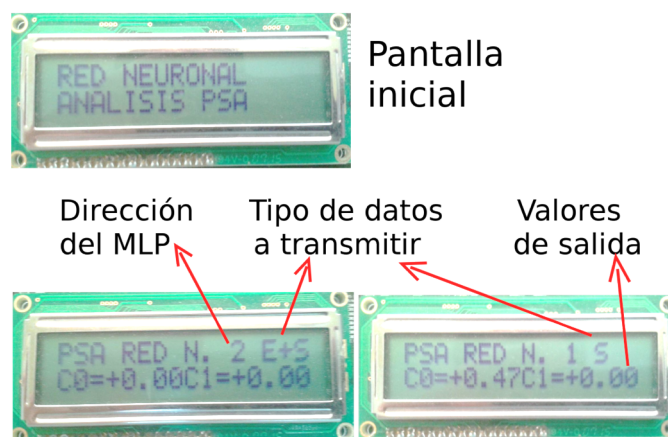 RED NEURONAL
ANALISIS PSA
Pantalla
inicial
Dirección
del MLP
Tipo de datos
a transmitir
Valores
de salida
PSA RED N. 2 E+S
C0=+0.00C1=+0.00
PSA RED N. 1 S
C0=+0.47C1=+0.00